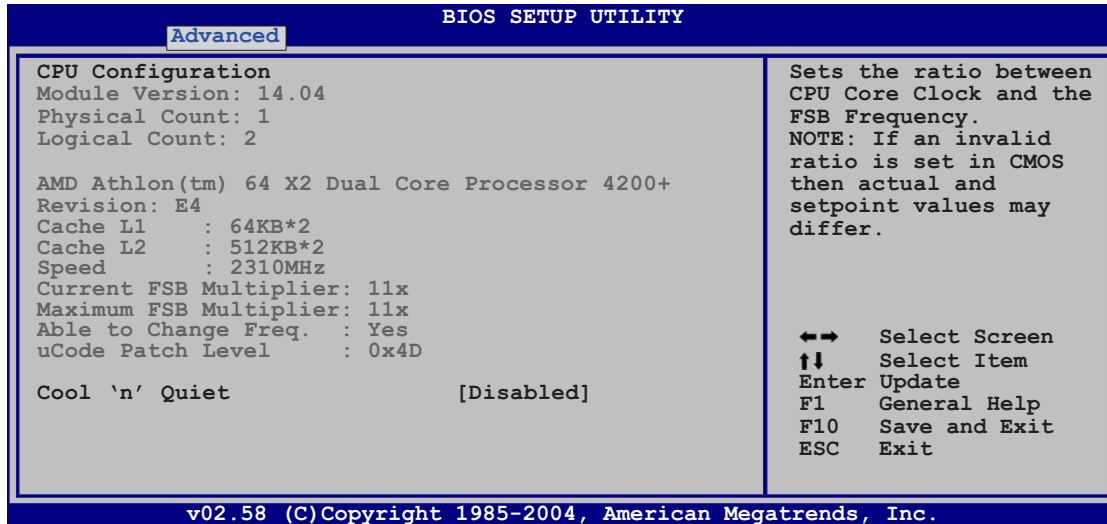 BIOS SETUP UTILITY
Advanced
CPU Configuration
Module Version: 14.04
Physical Count: 1
Logical Count: 2
AMD Athlon(tm) 64 X2 Dual Core Processor 4200+
Revision: E4
Cache L1 : 64KB*2
Cache L2 : 512KB*2
Speed : 2310MHz
Current FSB Multiplier: 11x
Maximum FSB Multiplier: 11x
Able to Change Freq. : Yes
uCode Patch Level : 0x4D
Cool ‘n’ Quiet [Disabled]
Sets the ratio between
CPU Core Clock and the
FSB Frequency.
NOTE: If an invalid
ratio is set in CMOS
then actual and
setpoint values may
differ.
←→ Select Screen
↑↓ Select Item
Enter Update
F1 General Help
F10 Save and Exit
ESC Exit
v02.58 (C)Copyright 1985-2004, American Megatrends, Inc.